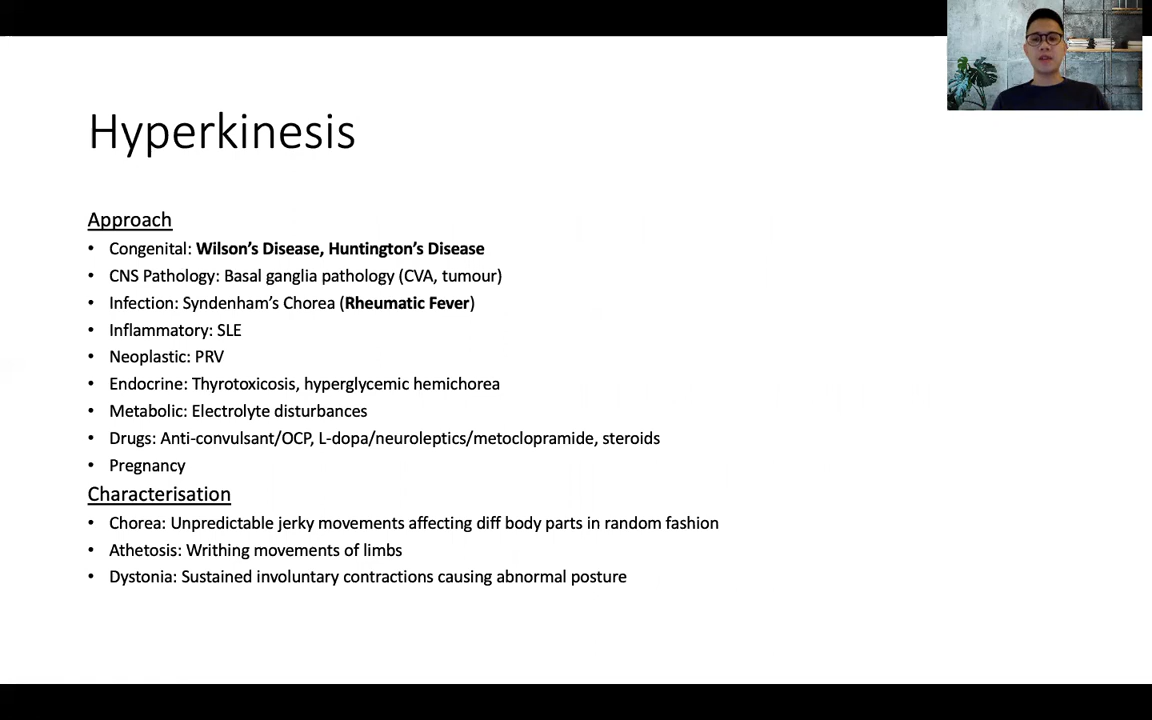 Hyperkinesis
Approach
• Congenital: Wilson's Disease, Huntington's Disease
• CNS Pathology: Basal ganglia pathology (CVA, tumour)
• Infection: Syndenham's Chorea (Rheumatic Fever)
• Inflammatory: SLE
• Neoplastic: PRV
• Endocrine: Thyrotoxicosis, hyperglycemic hemichorea
• Metabolic: Electrolyte disturbances
• Drugs: Anti-convulsant/OCP, L-dopa/neuroleptics/metoclopramide, steroids
• Pregnancy
Characterisation
• Chorea: Unpredictable jerky movements affecting diff body parts in random fashion
• Athetosis: Writhing movements of limbs
• Dystonia: Sustained involuntary contractions causing abnormal posture